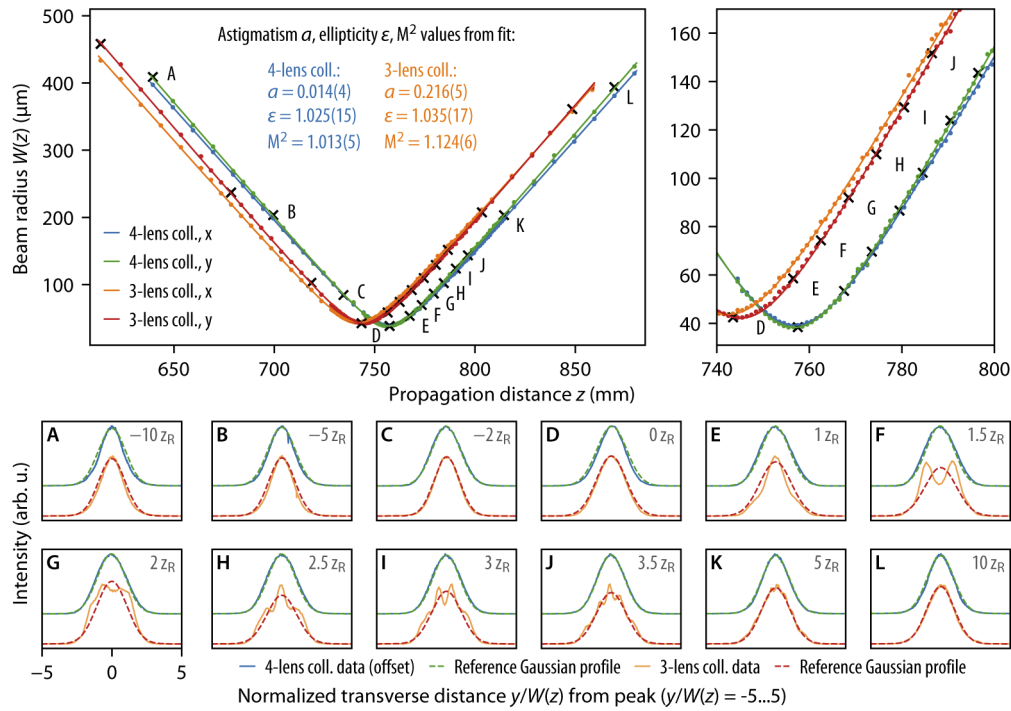 Astigmatism a, ellipticity ε, M² values from fit:
4-lens coll.:
a = 0.014(4)
ε = 1.025(15)
M² = 1.013(5)
3-lens coll.:
a = 0.216(5)
ε = 1.035(17)
M² = 1.124(6)
Beam radius W(z) (μm)
500
400
300
200
100
4-lens coll., x
4-lens coll., y
3-lens coll., x
3-lens coll., y
A
B
C
D
E
F
G
H
I
J
K
L
650
700
750
800
850
160
140
120
100
80
60
40
D
E
F
G
H
I
J
740
760
780
800
Propagation distance z (mm)
Intensity (arb. u.)
A −10 zR
B −5 zR
C −2 zR
D 0 zR
E 1 zR
F 1.5 zR
G 2 zR
H 2.5 zR
I 3 zR
J 3.5 zR
K 5 zR
L 10 zR
−5
0
5
4-lens coll. data (offset)
Reference Gaussian profile
3-lens coll. data
Reference Gaussian profile
Normalized transverse distance y/W(z) from peak (y/W(z) = -5...5)